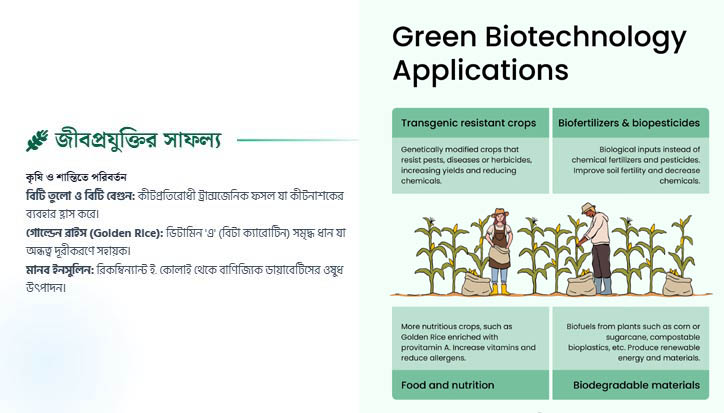 জীবপ্রযুক্তির সাফল্য
কৃষি ও শান্তিতে পরিবর্তন
বিটি তুলো ও বিটি বেগুন: কীটপ্রতিরোধী ট্রান্সজেনিক ফসল যা কীটনাশকের
ব্যবহার হ্রাস করে।
গোল্ডেন রাইস (Golden Rice): ভিটামিন 'এ' (বিটা ক্যারোটিন) সমৃদ্ধ ধান যা
অন্ধত্ব দূরীকরণে সহায়ক।
মানব ইনসুলিন: রিকম্বিন্যান্ট ই. কোলাই থেকে বাণিজ্যিক ডায়াবেটিসের ওষুধ
উৎপাদন।
Green Biotechnology
Applications
Transgenic resistant crops
Genetically modified crops that
resist pests, diseases or herbicides,
increasing yields and reducing
chemicals.
Biofertilizers & biopesticides
Biological inputs instead of
chemical fertilizers and pesticides.
Improve soil fertility and decrease
chemicals.
More nutritious crops, such as
Golden Rice enriched with
provitamin A. Increase vitamins and
reduce allergens.
Food and nutrition
Biofuels from plants such as corn or
sugarcane, compostable
bioplastics, etc. Produce renewable
energy and materials.
Biodegradable materials